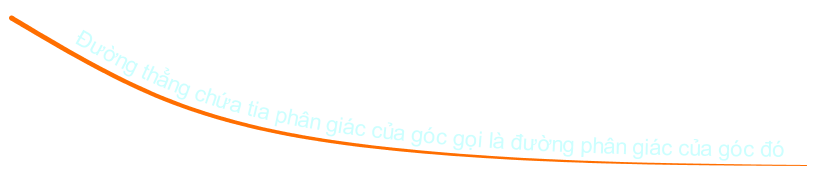 Đường thẳng chứa tia phân giác của góc gọi là đường phân giác của góc đó